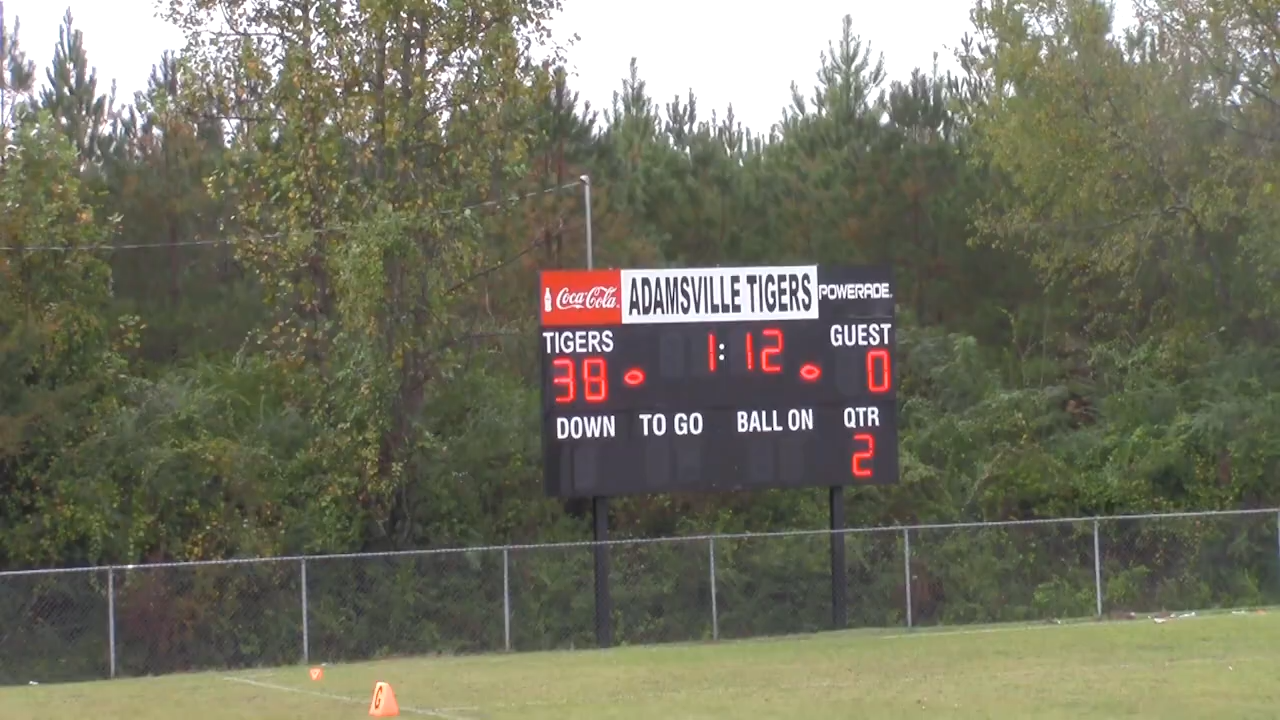 Coca-Cola ADAMSVILLE TIGERS POWERADE
TIGERS 1:12 GUEST
38 0
DOWN TO GO BALL ON QTR
2
G